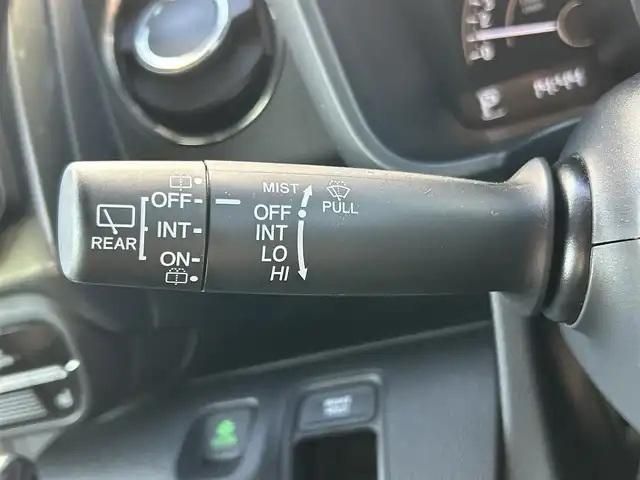 MIST
OFF
OFF
PULL
INT
INT
REAR
LO
ON
HI